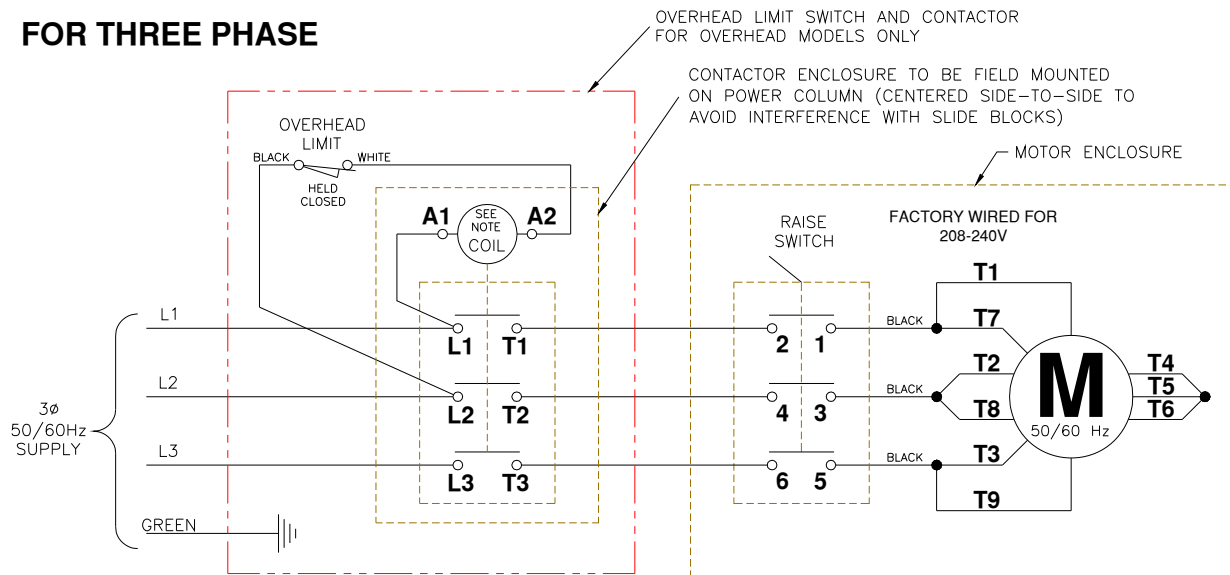 FOR THREE PHASE
OVERHEAD LIMIT SWITCH AND CONTACTOR
FOR OVERHEAD MODELS ONLY
CONTACTOR ENCLOSURE TO BE FIELD MOUNTED
ON POWER COLUMN (CENTERED SIDE-TO-SIDE TO
AVOID INTERFERENCE WITH SLIDE BLOCKS)
MOTOR ENCLOSURE
OVERHEAD
LIMIT
BLACK
WHITE
HELD
CLOSED
A1
SEE
NOTE
COIL
A2
RAISE
SWITCH
FACTORY WIRED FOR
208-240V
T1
L1
L1
T1
2
1
BLACK
T7
L2
L2
T2
4
3
BLACK
T2
T8
M
50/60 Hz
T4
T5
T6
3ø
50/60Hz
SUPPLY
L3
L3
T3
6
5
BLACK
T3
T9
GREEN